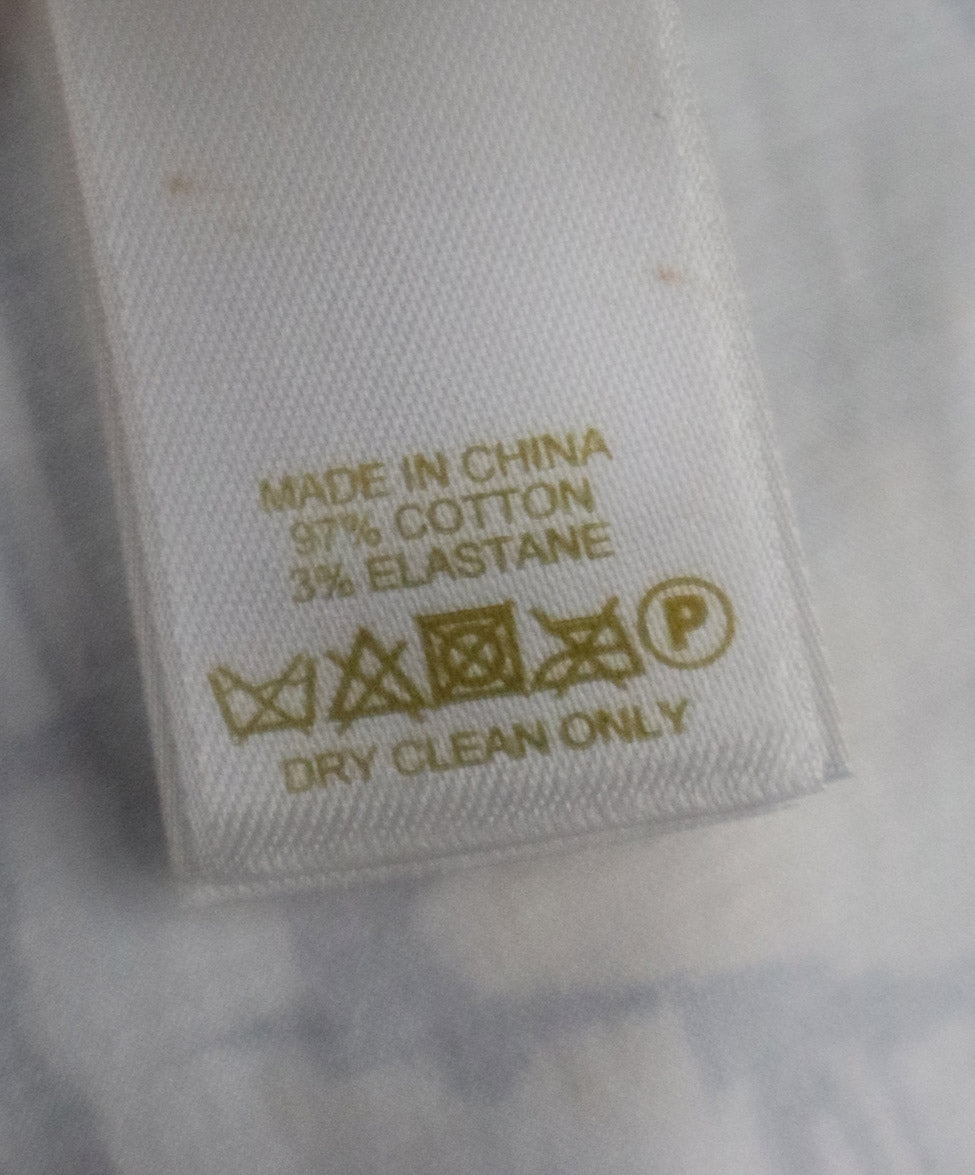 MADE IN CHINA
97% COTTON
3% ELASTANE
P
DRY CLEAN ONLY